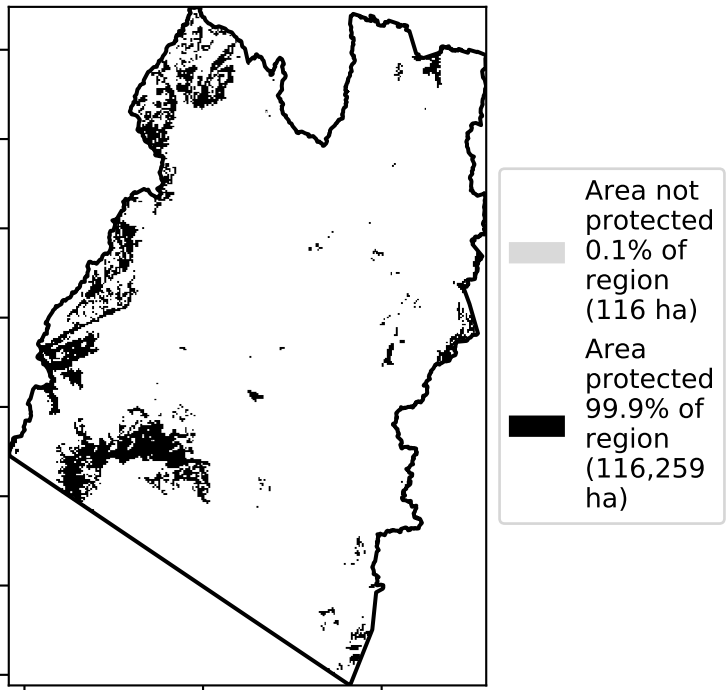 Area not
protected
0.1% of
region
(116 ha)
Area
protected
99.9% of
region
(116,259
ha)